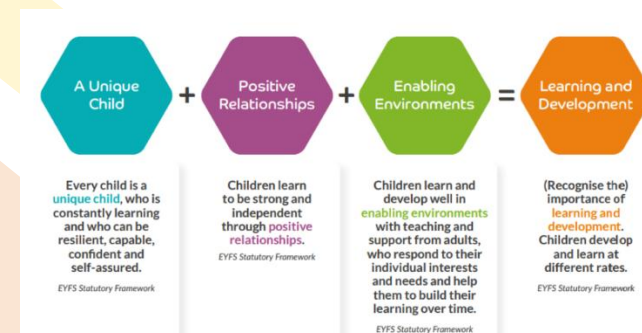 A Unique
Child
+
Positive
Relationships
+
Enabling
Environments
=
Learning and
Development
Every child is a
unique child, who is
constantly learning
and who can be
resilient, capable,
confident and
self-assured.
EYFS Statutory Framework
Children learn
to be strong and
independent
through positive
relationships.
EYFS Statutory Framework
Children learn and
develop well in
enabling environments
with teaching and
support from adults,
who respond to their
individual interests
and needs and help
them to build their
learning over time.
EYFS Statutory Framework
(Recognise the)
importance of
learning and
development.
Children develop
and learn at
different rates.
EYFS Statutory Framework